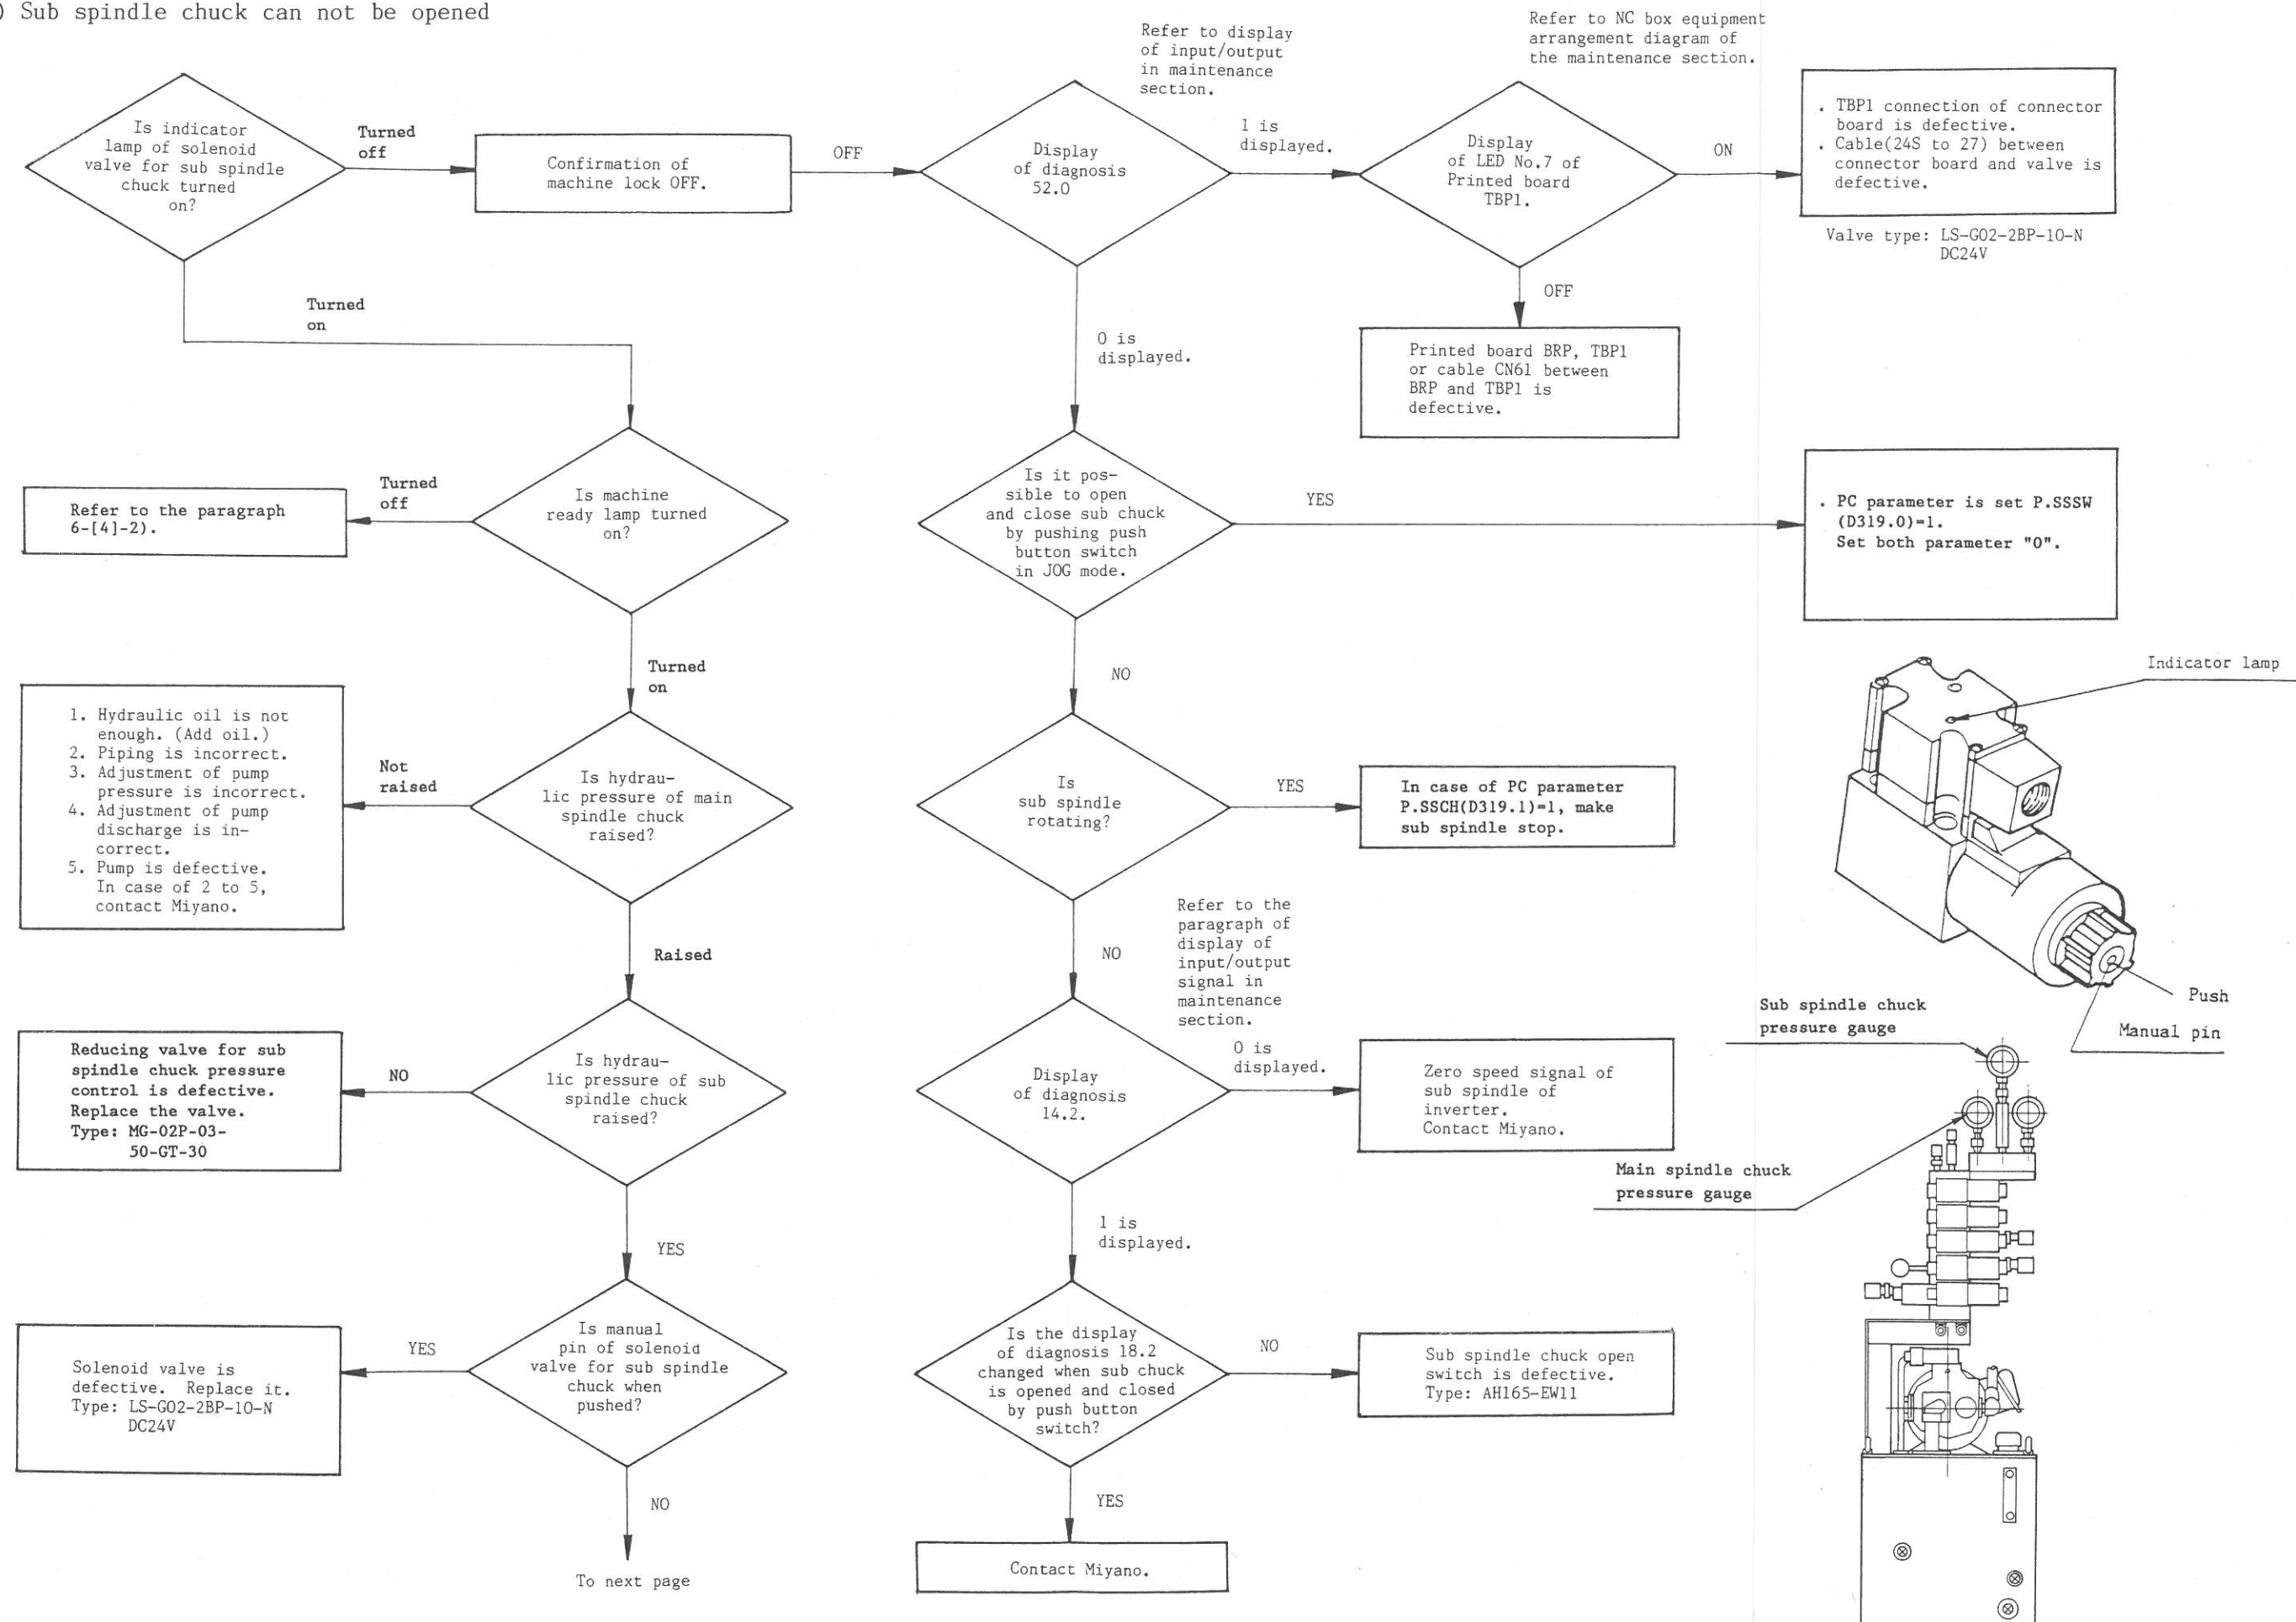 ) Sub spindle chuck can not be opened
Is indicator
lamp of solenoid
valve for sub spindle
chuck turned
on?
Turned
off
Confirmation of
machine lock OFF.
OFF
Refer to display
of input/output
in maintenance
section.
Display
of diagnosis
52.0
1 is
displayed.
Refer to NC box equipment
arrangement diagram of
the maintenance section.
Display
of LED No.7 of
Printed board
TBP1.
ON
. TBP1 connection of connector
board is defective.
. Cable(24S to 27) between
connector board and valve is
defective.
Valve type: LS-G02-2BP-10-N
DC24V
OFF
Printed board BRP, TBP1
or cable CN61 between
BRP and TBP1 is
defective.
Turned
on
0 is
displayed.
Is machine
ready lamp turned
on?
Turned
off
Refer to the paragraph
6-[4]-2).
Is it pos-
sible to open
and close sub chuck
by pushing push
button switch
in JOG mode.
YES
. PC parameter is set P.SSSW
(D319.0)=1.
Set both parameter "0".
Turned
on
NO
Is hydrau-
lic pressure of main
spindle chuck
raised?
Not
raised
1. Hydraulic oil is not
enough. (Add oil.)
2. Piping is incorrect.
3. Adjustment of pump
pressure is incorrect.
4. Adjustment of pump
discharge is in-
correct.
5. Pump is defective.
In case of 2 to 5,
contact Miyano.
Is
sub spindle
rotating?
YES
In case of PC parameter
P.SSCH(D319.1)=1, make
sub spindle stop.
Indicator lamp
Push
Manual pin
Raised
NO
Refer to the
paragraph of
display of
input/output
signal in
maintenance
section.
Is hydrau-
lic pressure of sub
spindle chuck
raised?
NO
Reducing valve for sub
spindle chuck pressure
control is defective.
Replace the valve.
Type: MG-02P-03-
50-GT-30
Display
of diagnosis
14.2.
0 is
displayed.
Zero speed signal of
sub spindle of
inverter.
Contact Miyano.
Sub spindle chuck
pressure gauge
Main spindle chuck
pressure gauge
YES
1 is
displayed.
Is manual
pin of solenoid
valve for sub spindle
chuck when
pushed?
YES
Solenoid valve is
defective. Replace it.
Type: LS-G02-2BP-10-N
DC24V
Is the display
of diagnosis 18.2
changed when sub chuck
is opened and closed
by push button
switch?
NO
Sub spindle chuck open
switch is defective.
Type: AH165-EW11
NO
To next page
YES
Contact Miyano.